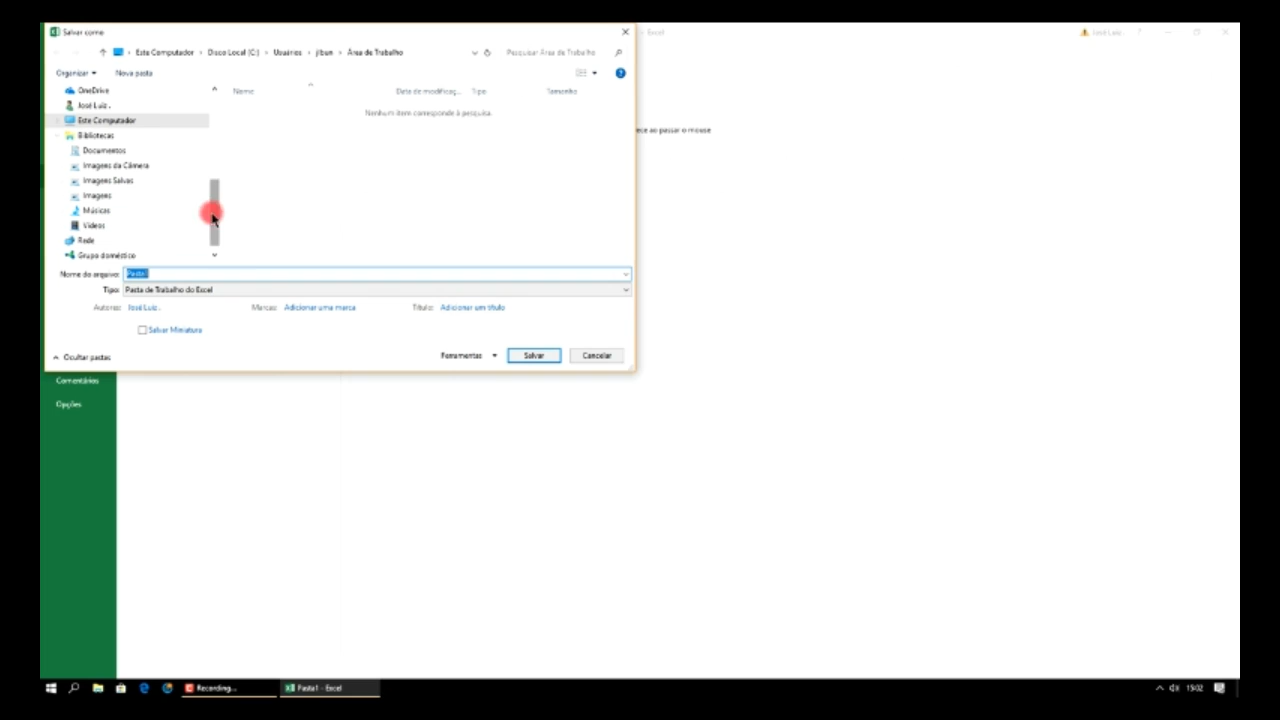 Salvar como
- Excel
José Luiz . ?
Este Computador > Disco Local (C:) > Usuários > jlbun > Área de Trabalho
Pesquisar Área de Trabalho
Organizar
Nova pasta
?
OneDrive
José Luiz .
Este Computador
Bibliotecas
Documentos
Imagens da Câmera
Imagens Salvas
Imagens
Músicas
Vídeos
Rede
Grupo doméstico
Nome
Data de modificaç...
Tipo
Tamanho
Nenhum item corresponde à pesquisa.
ece ao passar o mouse
Nome do arquivo: Pasta1
Tipo: Pasta de Trabalho do Excel
Autores: José Luiz .
Marcas: Adicionar uma marca
Título: Adicionar um título
Salvar Miniatura
Ocultar pastas
Ferramentas
Salvar
Cancelar
Comentários
Opções
Recording...
Pasta1 - Excel
15:02